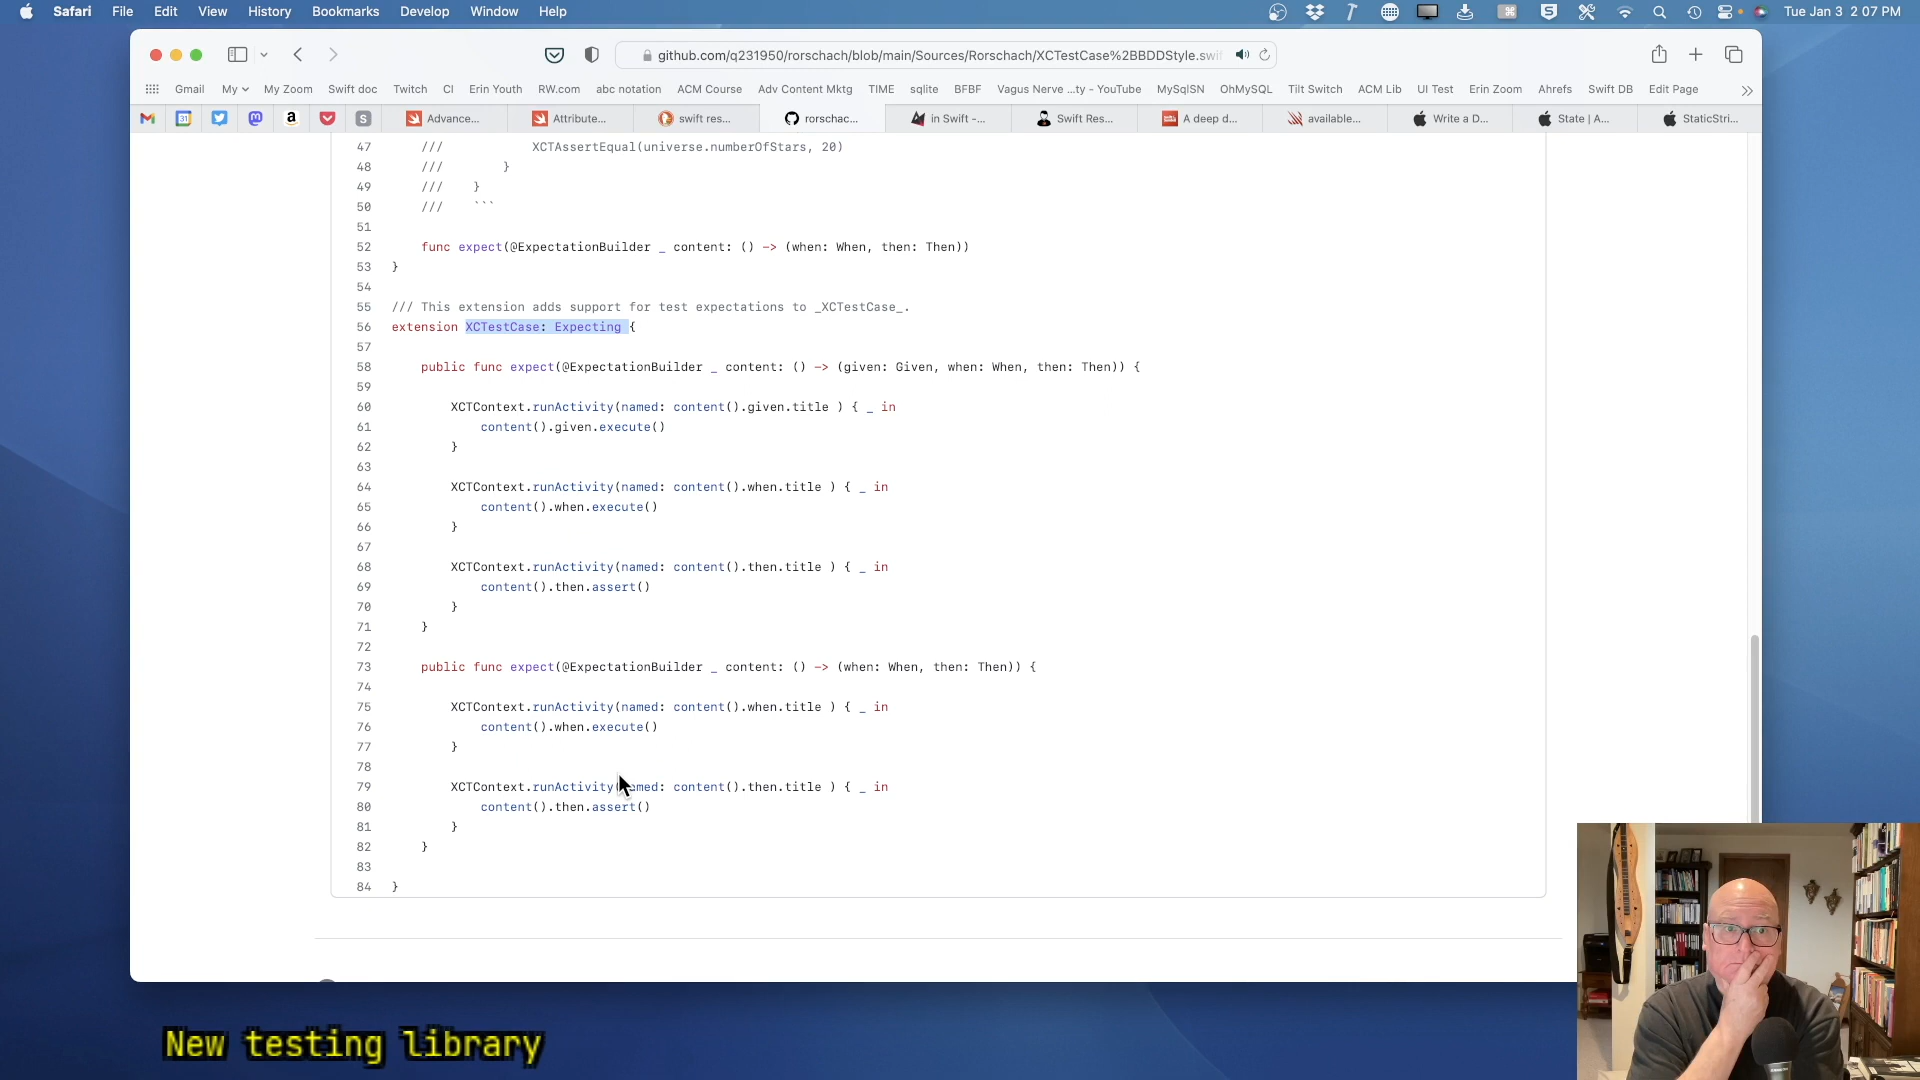 Safari File Edit View History Bookmarks Develop Window Help Tue Jan 3 2 07 PM
github.com/q231950/rorschach/blob/main/Sources/Rorschach/XCTestCase%2BBDDStyle.swif
Gmail My My Zoom Swift doc Twitch CI Erin Youth RW.com abc notation ACM Course Adv Content Mktg TIME sqlite BFBF Vagus Nerve ...ty - YouTube MySqlSN OhMySQL Tilt Switch ACM Lib UI Test Erin Zoom Ahrefs Swift DB Edit Page
31 a S Advance... Attribute... swift res... rorschac... in Swift -... Swift Res... A deep d... available... Write a D... State | A... StaticStri...
47 /// XCTAssertEqual(universe.numberOfStars, 20)
48 /// }
49 /// }
50 /// ```
51
52 func expect(@ExpectationBuilder _ content: () -> (when: When, then: Then))
53 }
54
55 /// This extension adds support for test expectations to _XCTestCase_.
56 extension XCTestCase: Expecting {
57
58 public func expect(@ExpectationBuilder _ content: () -> (given: Given, when: When, then: Then)) {
59
60 XCTContext.runActivity(named: content().given.title ) { _ in
61 content().given.execute()
62 }
63
64 XCTContext.runActivity(named: content().when.title ) { _ in
65 content().when.execute()
66 }
67
68 XCTContext.runActivity(named: content().then.title ) { _ in
69 content().then.assert()
70 }
71 }
72
73 public func expect(@ExpectationBuilder _ content: () -> (when: When, then: Then)) {
74
75 XCTContext.runActivity(named: content().when.title ) { _ in
76 content().when.execute()
77 }
78
79 XCTContext.runActivity(named: content().then.title ) { _ in
80 content().then.assert()
81 }
82 }
83
84 }
New testing library